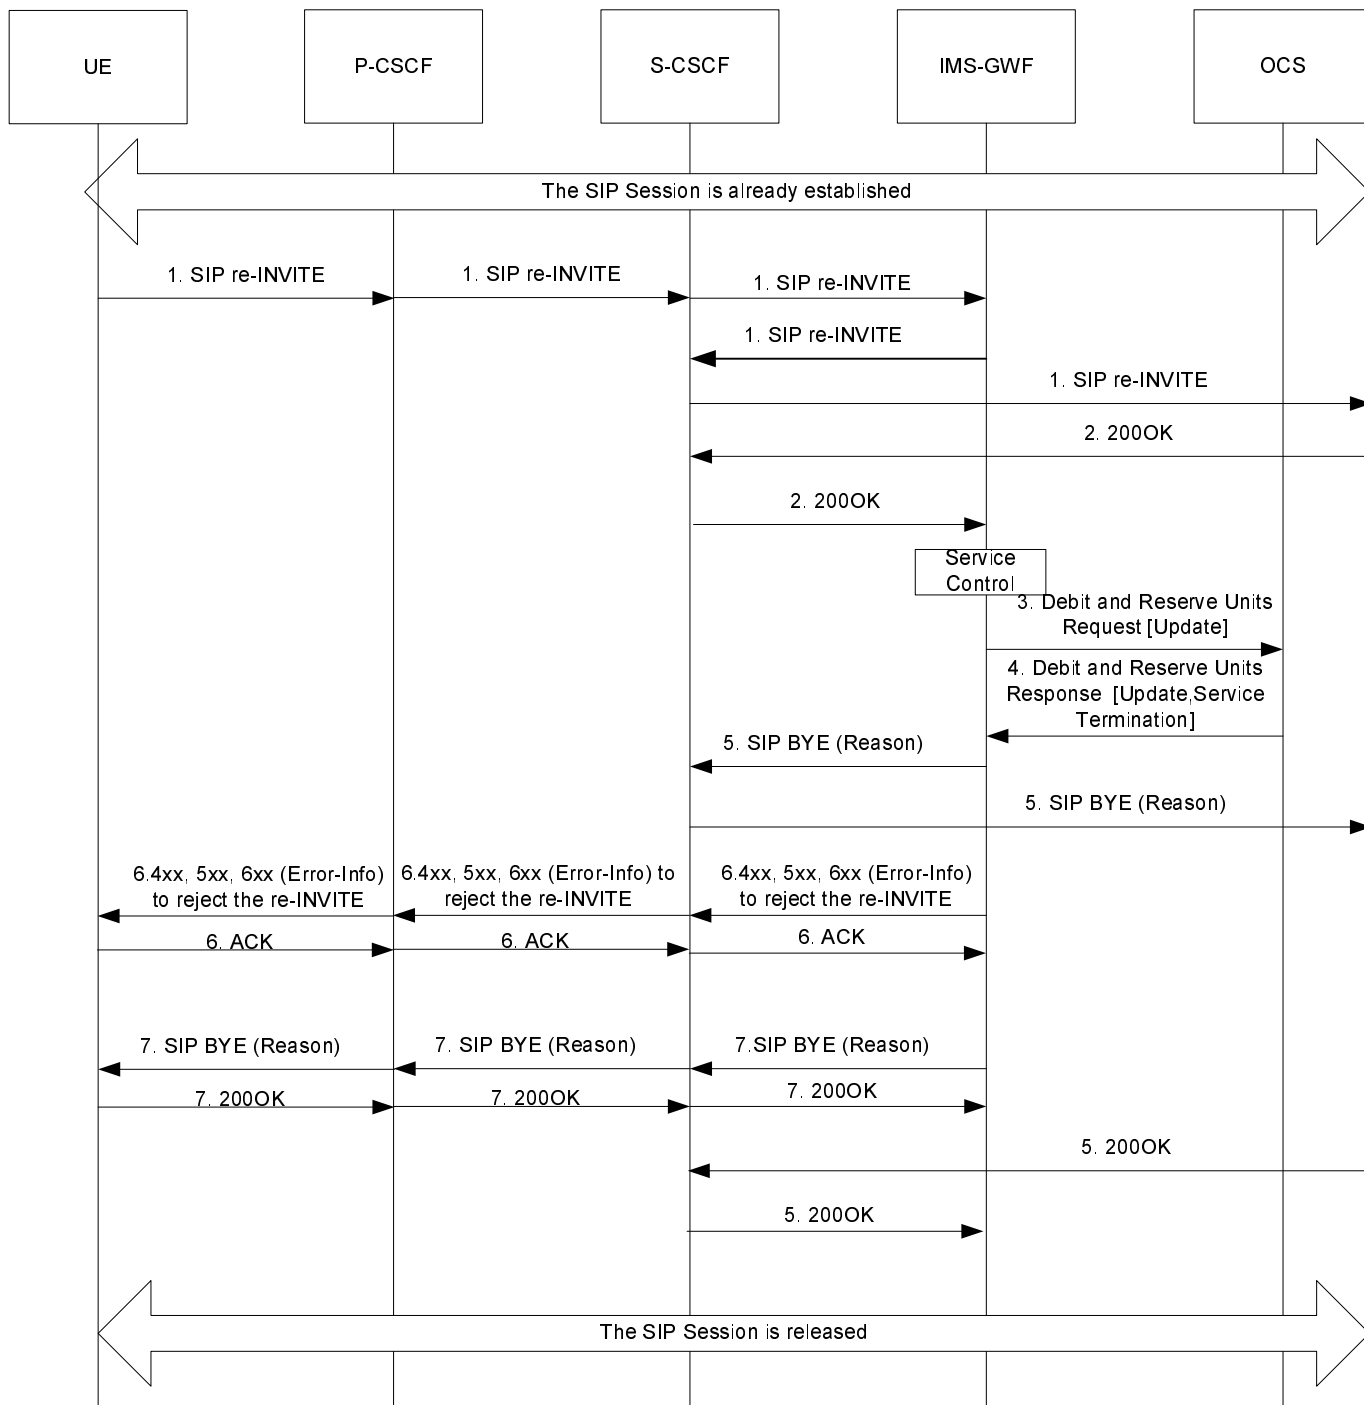 UE
P-CSCF
S-CSCF
IMS-GWF
OCS
The SIP Session is already established
1. SIP re-INVITE
1. SIP re-INVITE
1. SIP re-INVITE
1. SIP re-INVITE
1. SIP re-INVITE
2. 200OK
2. 200OK
Service
Control
3. Debit and Reserve Units
Request [Update]
4. Debit and Reserve Units
Response [Update,Service
Termination]
5. SIP BYE (Reason)
5. SIP BYE (Reason)
6.4xx, 5xx, 6xx (Error-Info)
to reject the re-INVITE
6.4xx, 5xx, 6xx (Error-Info) to
reject the re-INVITE
6.4xx, 5xx, 6xx (Error-Info)
to reject the re-INVITE
6. ACK
6. ACK
6. ACK
7. SIP BYE (Reason)
7. SIP BYE (Reason)
7.SIP BYE (Reason)
7. 200OK
7. 200OK
7. 200OK
5. 200OK
5. 200OK
The SIP Session is released